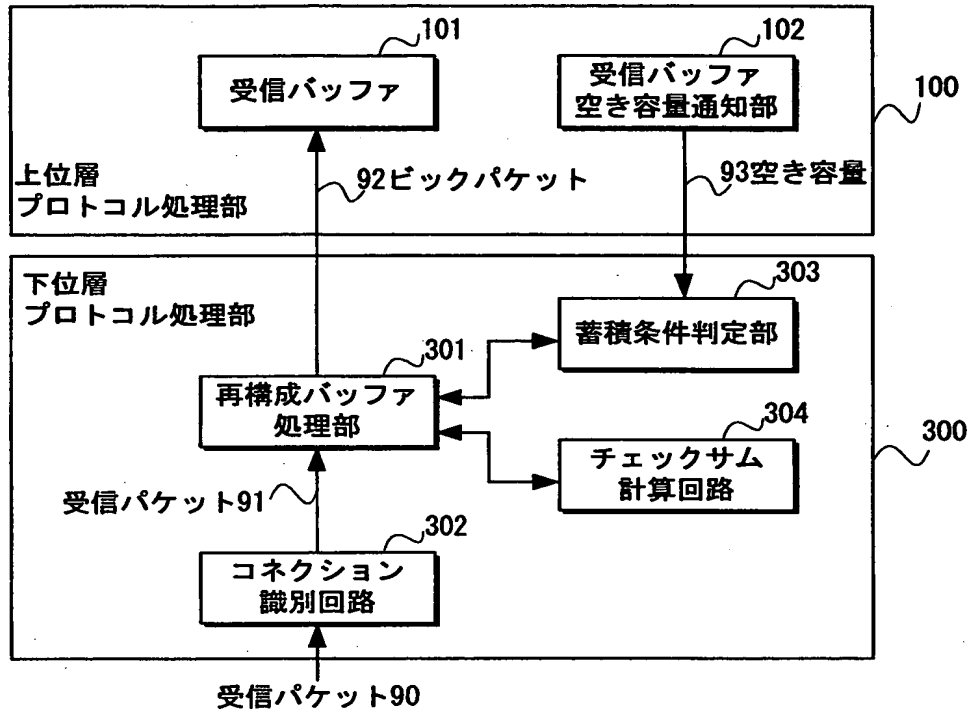 101
102
受信バッファ
受信バッファ
空き容量通知部
100
92ビックパケット
93空き容量
上位層
プロトコル処理部
下位層
プロトコル処理部
303
蓄積条件判定部
301
再構成バッファ
処理部
304
チェックサム
計算回路
300
受信パケット91
302
コネクション
識別回路
受信パケット90